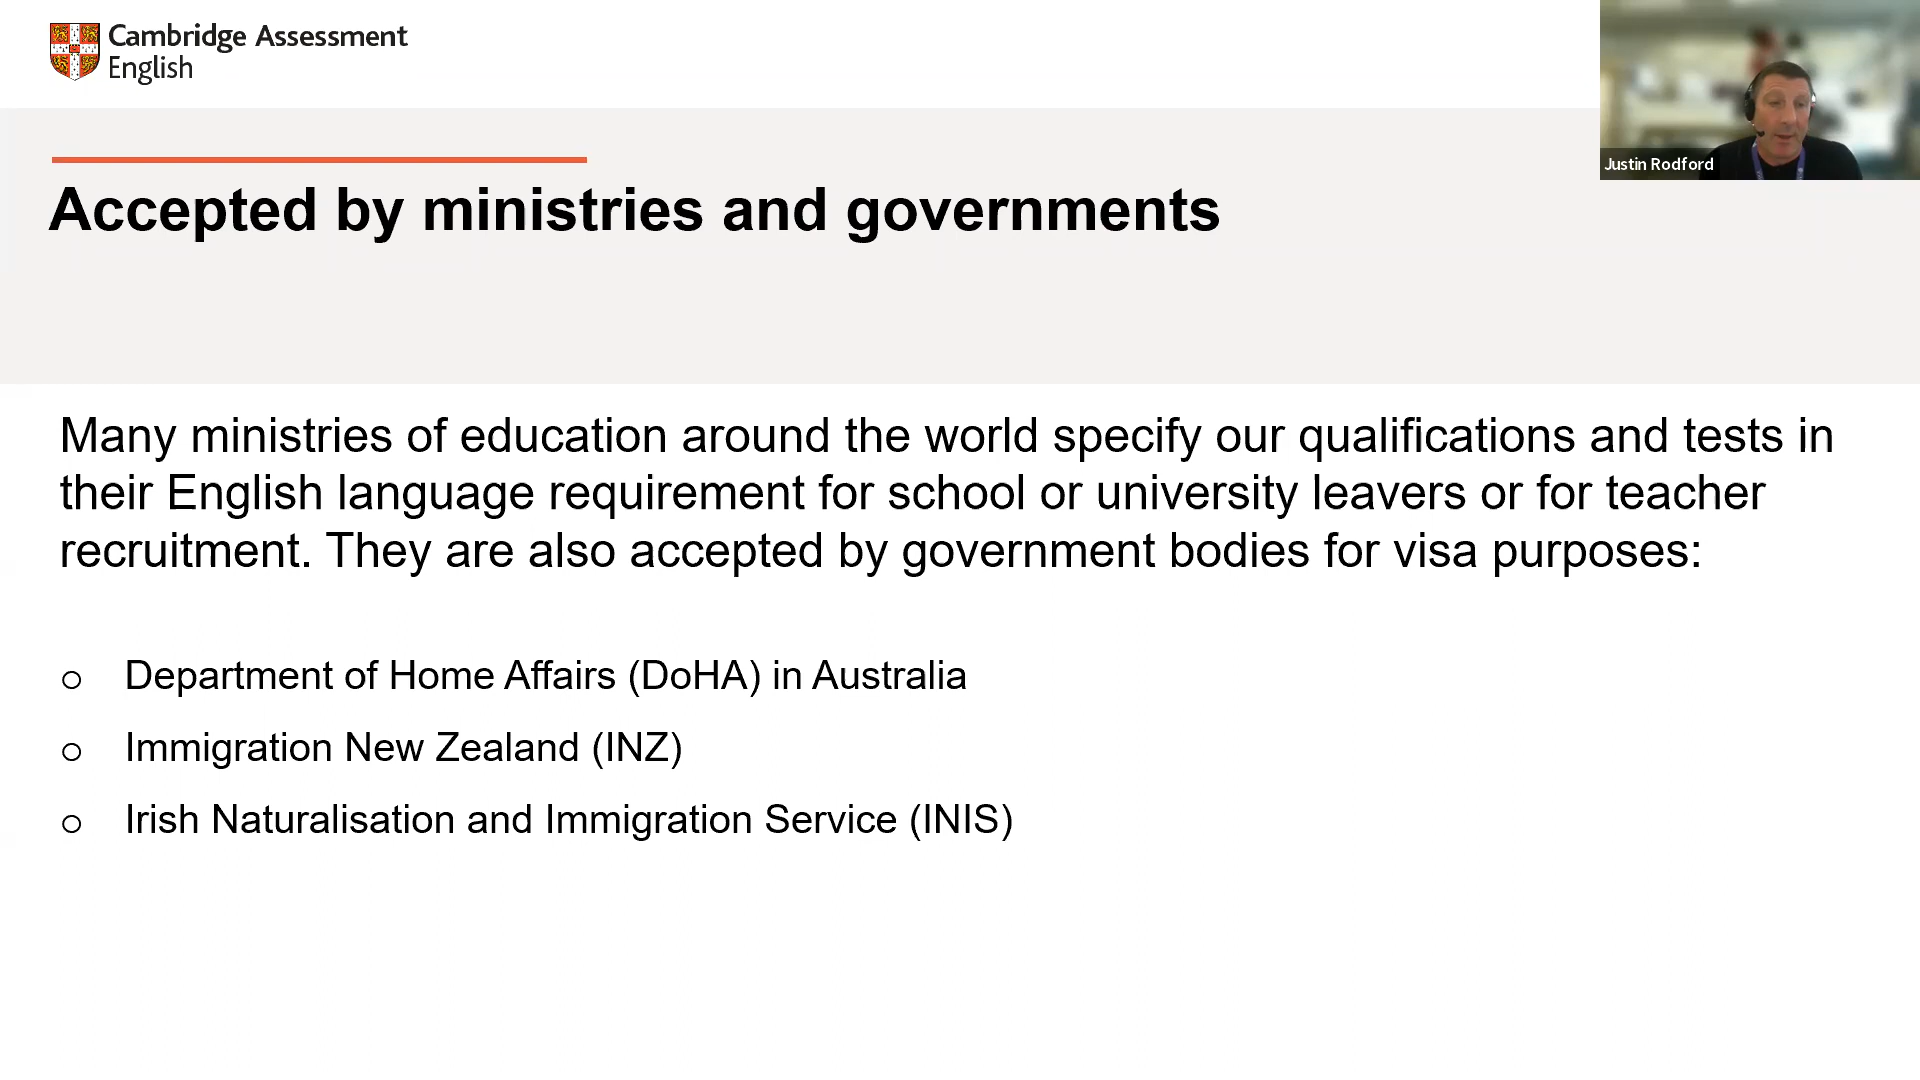 Cambridge Assessment
English
Justin Rodford
Accepted by ministries and governments
Many ministries of education around the world specify our qualifications and tests in
their English language requirement for school or university leavers or for teacher
recruitment. They are also accepted by government bodies for visa purposes:
o Department of Home Affairs (DoHA) in Australia
o Immigration New Zealand (INZ)
o Irish Naturalisation and Immigration Service (INIS)